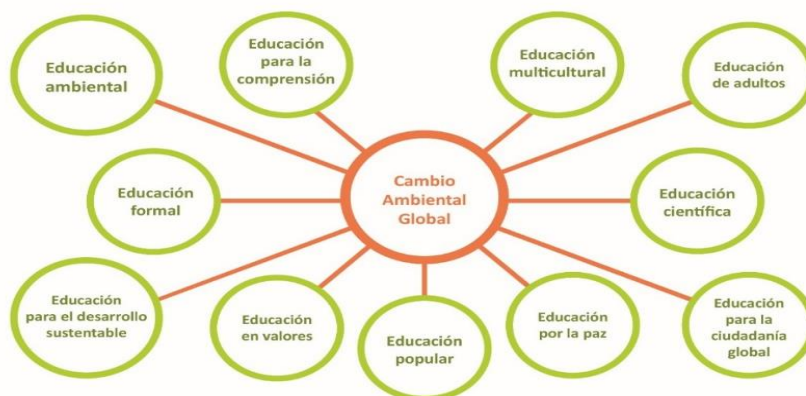 Educación
ambiental
Educación
para la
comprensión
Educación
multicultural
Educación
de adultos
Educación
formal
Cambio
Ambiental
Global
Educación
científica
Educación
para el desarrollo
sustentable
Educación
en valores
Educación
popular
Educación
por la paz
Educación
para la
ciudadanía
global